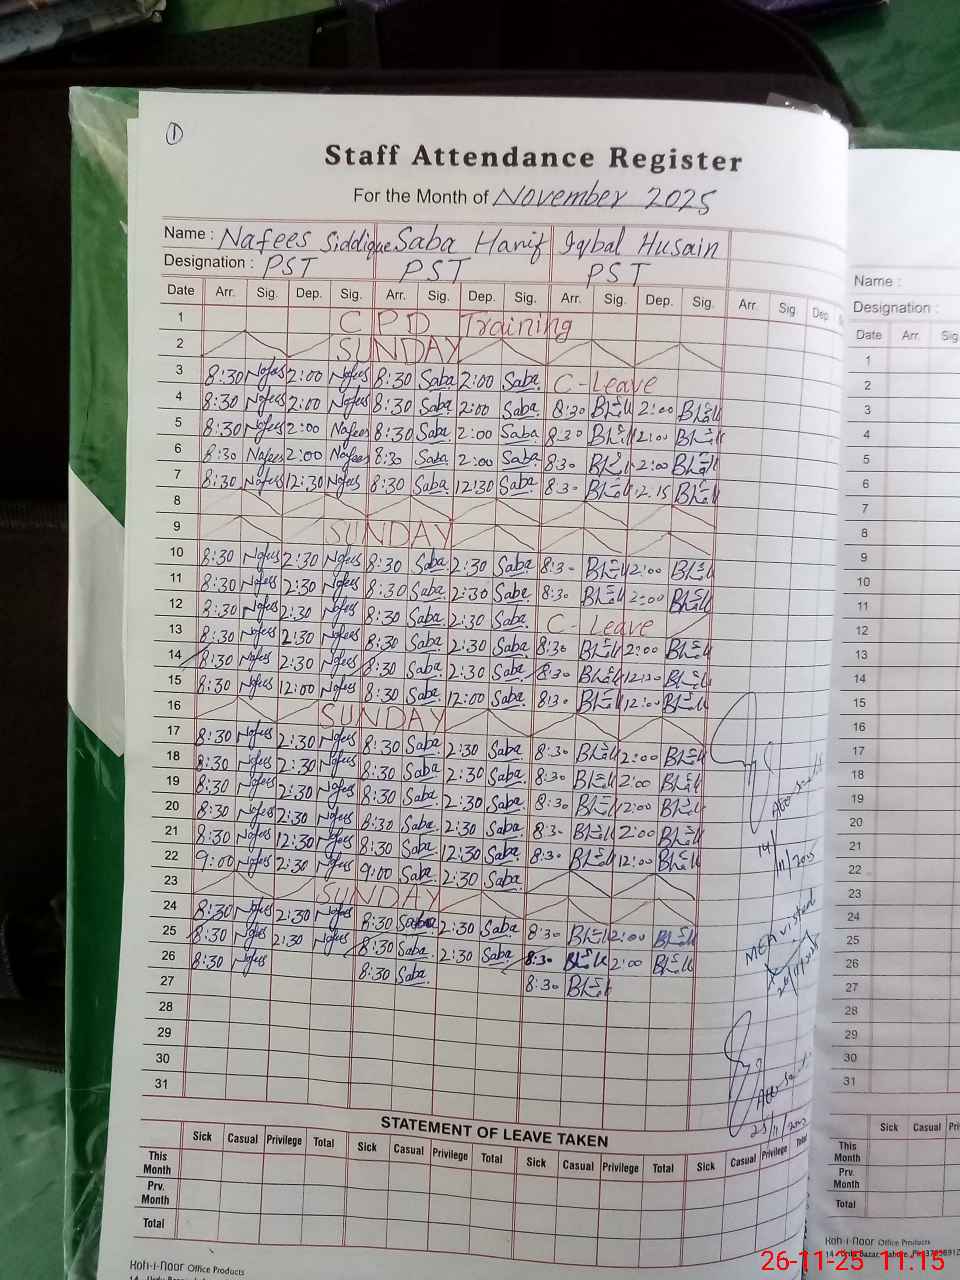 ①
Staff Attendance Register
For the Month of November 2025
Name : Nafees Siddique Saba Hanif Iqbal Husain
Designation : PST PST PST
Date Arr. Sig. Dep. Sig. Arr. Sig. Dep. Sig. Arr. Sig. Dep. Sig. Arr. Sig Dep.
1 CPD Training
2 SUNDAY
3 8:30 Nafees 2:00 Nafees 8:30 Saba 2:00 Saba C-Leave
4 8:30 Nafees 2:00 Nafees 8:30 Saba 2:00 Saba 8:30 2:00
5 8:30 Nafees 2:00 Nafees 8:30 Saba 2:00 Saba 8:30 2:00
6 8:30 Nafees 2:00 Nafees 8:30 Saba 2:00 Saba 8:30 2:00
7 8:30 Nafees 12:30 Nafees 8:30 Saba 12:30 Saba 8:30 12:15
8
9 SUNDAY
10 8:30 Nafees 2:30 Nafees 8:30 Saba 2:30 Saba 8:30 2:00
11 8:30 Nafees 2:30 Nafees 8:30 Saba 2:30 Saba 8:30 2:00
12 8:30 Nafees 2:30 Nafees 8:30 Saba 2:30 Saba C-Leave
13 8:30 Nafees 2:30 Nafees 8:30 Saba 2:30 Saba 8:30 2:00
14 8:30 Nafees 2:30 Nafees 8:30 Saba 2:30 Saba 8:30 12:30
15 8:30 Nafees 12:00 Nafees 8:30 Saba 12:00 Saba 8:30 12:00
16 SUNDAY
17 8:30 Nafees 2:30 Nafees 8:30 Saba 2:30 Saba 8:30 2:00
18 8:30 Nafees 2:30 Nafees 8:30 Saba 2:30 Saba 8:30 2:00
19 8:30 Nafees 2:30 Nafees 8:30 Saba 2:30 Saba 8:30 2:00
20 8:30 Nafees 2:30 Nafees 8:30 Saba 2:30 Saba 8:30 2:00
21 8:30 Nafees 12:30 Nafees 8:30 Saba 12:30 Saba 8:30 12:00
22 9:00 Nafees 2:30 Nafees 9:00 Saba 2:30 Saba
23 SUNDAY
24 8:30 Nafees 2:30 Nafees 8:30 Saba 2:30 Saba 8:30 2:00
25 8:30 Nafees 2:30 Nafees 8:30 Saba 2:30 Saba 8:30 2:00
26 8:30 Nafees 8:30 Saba 8:30
27
28
29
30
31
14/11/2025
MEA visited
STATEMENT OF LEAVE TAKEN
Sick Casual Privilege Total Sick Casual Privilege Total Sick Casual Privilege Total Sick Casual Privilege Total
This Month
Prv. Month
Total
Koh-i-Noor Office Products
Name :
Designation :
Date Arr. Sig
1
2
3
4
5
6
7
8
9
10
11
12
13
14
15
16
17
18
19
20
21
22
23
24
25
26
27
28
29
30
31
Sick Casual
This Month
Prv. Month
Total
Koh-i-Noor Office Products
26-11-25 11:15